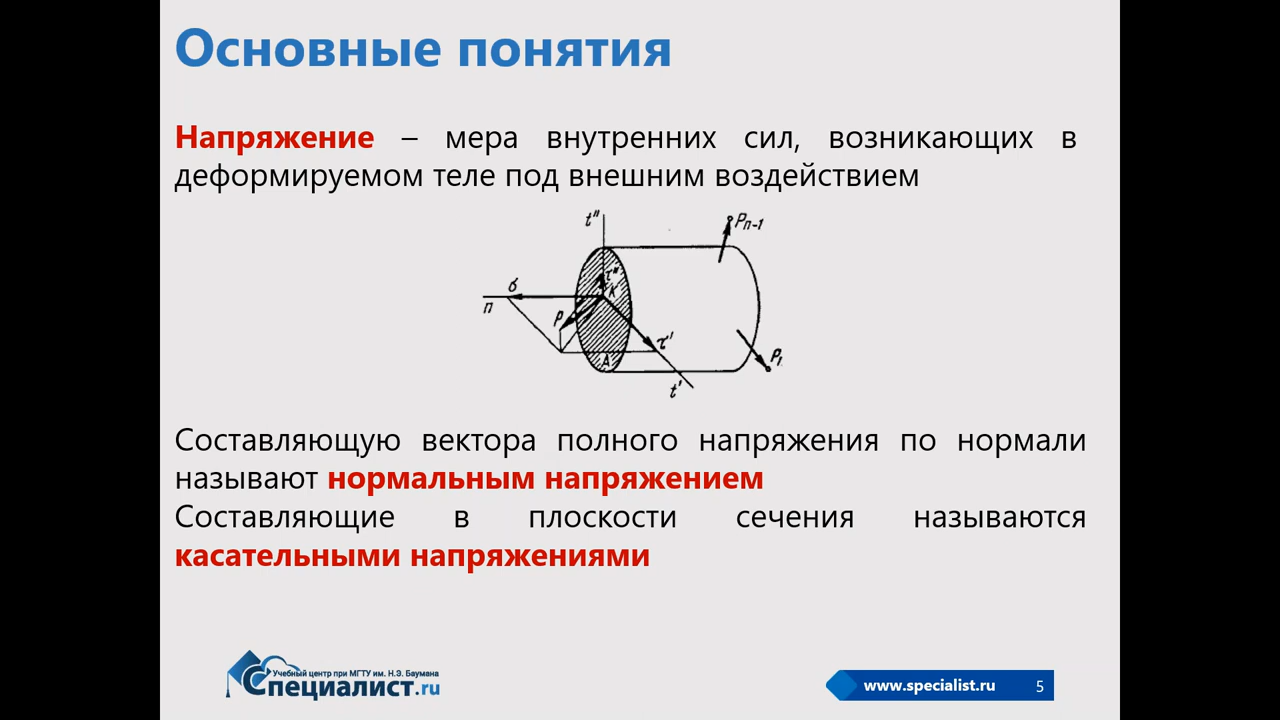 Основные понятия
Напряжение – мера внутренних сил, возникающих в
деформируемом теле под внешним воздействием
t"
Pп-1
τ"
σ
K
п
P
τ'
A
P1
t'
Составляющую вектора полного напряжения по нормали
называют нормальным напряжением
Составляющие в плоскости сечения называются
касательными напряжениями
Учебный центр при МГТУ им. Н.Э. Баумана
Специалист.ru
www.specialist.ru 5